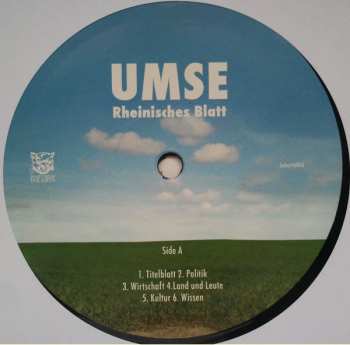 UMSE
Rheinisches Blatt
Side A
1. Titelblatt 2. Politik
3. Wirtschaft 4.Land und Leute
5. Kultur 6. Wissen